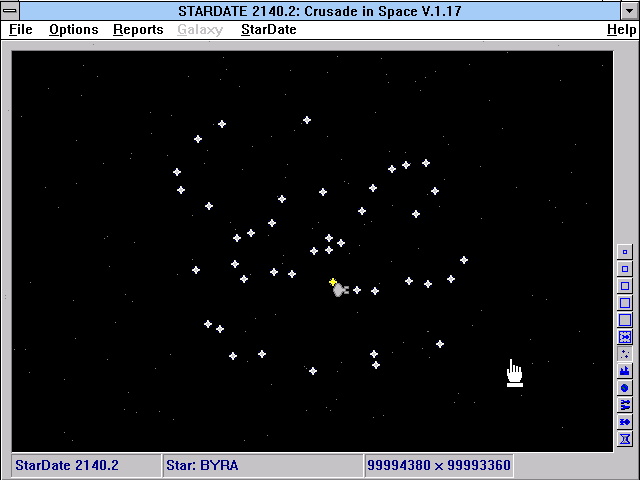 STARDATE 2140.2: Crusade in Space V.1.17
File Options Reports Galaxy StarDate Help
StarDate 2140.2 Star: BYRA 99994380 × 99993360